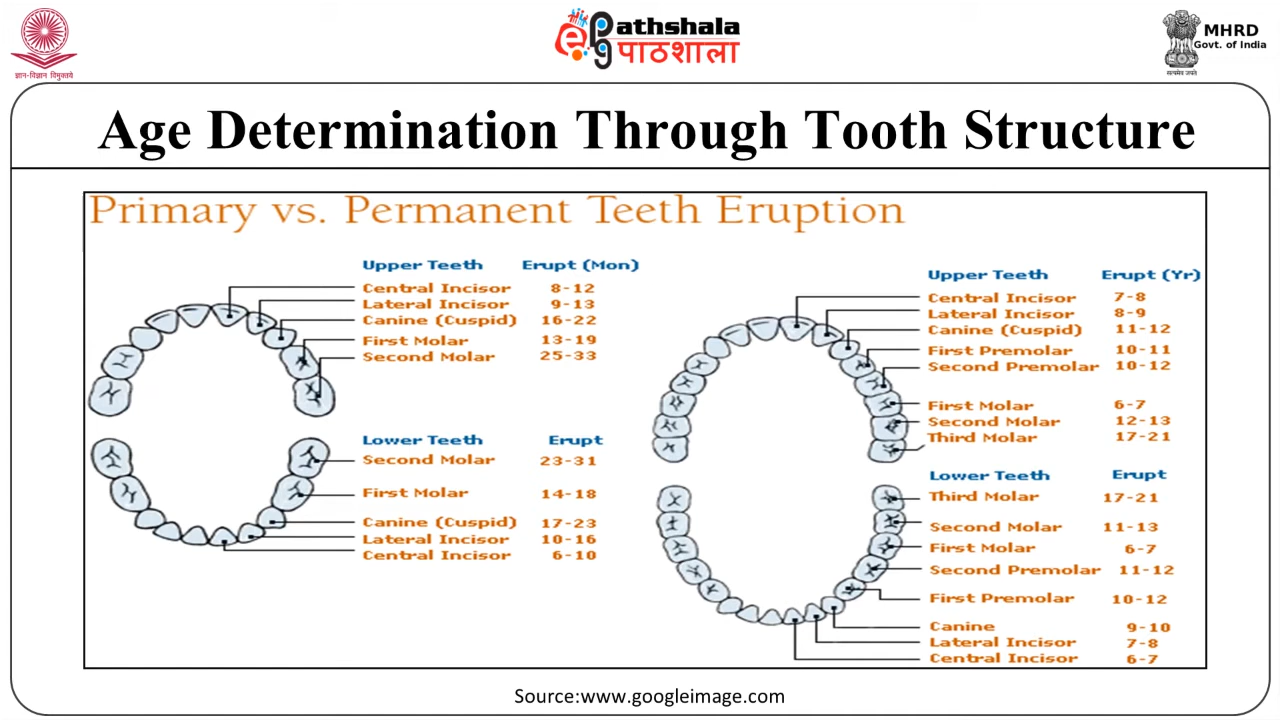 ज्ञान-विज्ञान विमुक्तये
ePathshala
पाठशाला
MHRD
Govt. of India
सत्यमेव जयते
Age Determination Through Tooth Structure
Primary vs. Permanent Teeth Eruption
Upper Teeth Erupt (Mon)
Central Incisor 8-12
Lateral Incisor 9-13
Canine (Cuspid) 16-22
First Molar 13-19
Second Molar 25-33
Lower Teeth Erupt
Second Molar 23-31
First Molar 14-18
Canine (Cuspid) 17-23
Lateral Incisor 10-16
Central Incisor 6-10
Upper Teeth Erupt (Yr)
Central Incisor 7-8
Lateral Incisor 8-9
Canine (Cuspid) 11-12
First Premolar 10-11
Second Premolar 10-12
First Molar 6-7
Second Molar 12-13
Third Molar 17-21
Lower Teeth Erupt
Third Molar 17-21
Second Molar 11-13
First Molar 6-7
Second Premolar 11-12
First Premolar 10-12
Canine 9-10
Lateral Incisor 7-8
Central Incisor 6-7
Source:www.googleimage.com